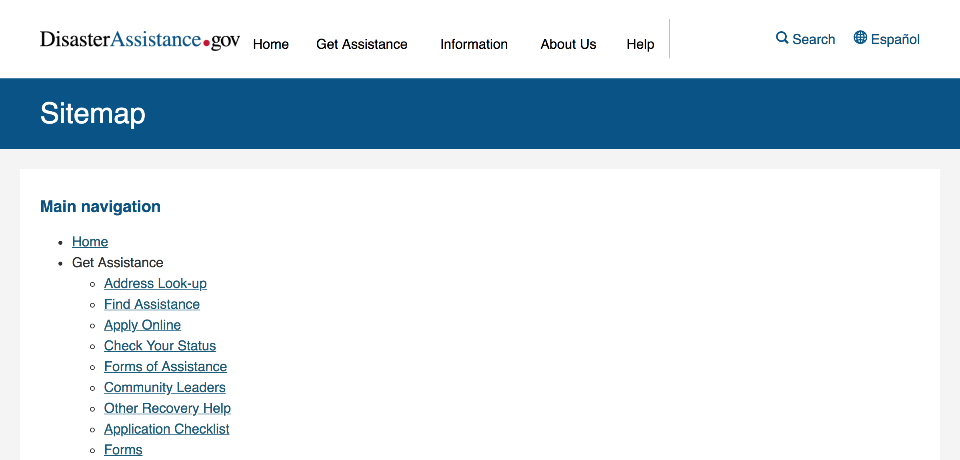 DisasterAssistance.gov Home Get Assistance Information About Us Help Search Español
Sitemap
Main navigation
Home
Get Assistance
Address Look-up
Find Assistance
Apply Online
Check Your Status
Forms of Assistance
Community Leaders
Other Recovery Help
Application Checklist
Forms